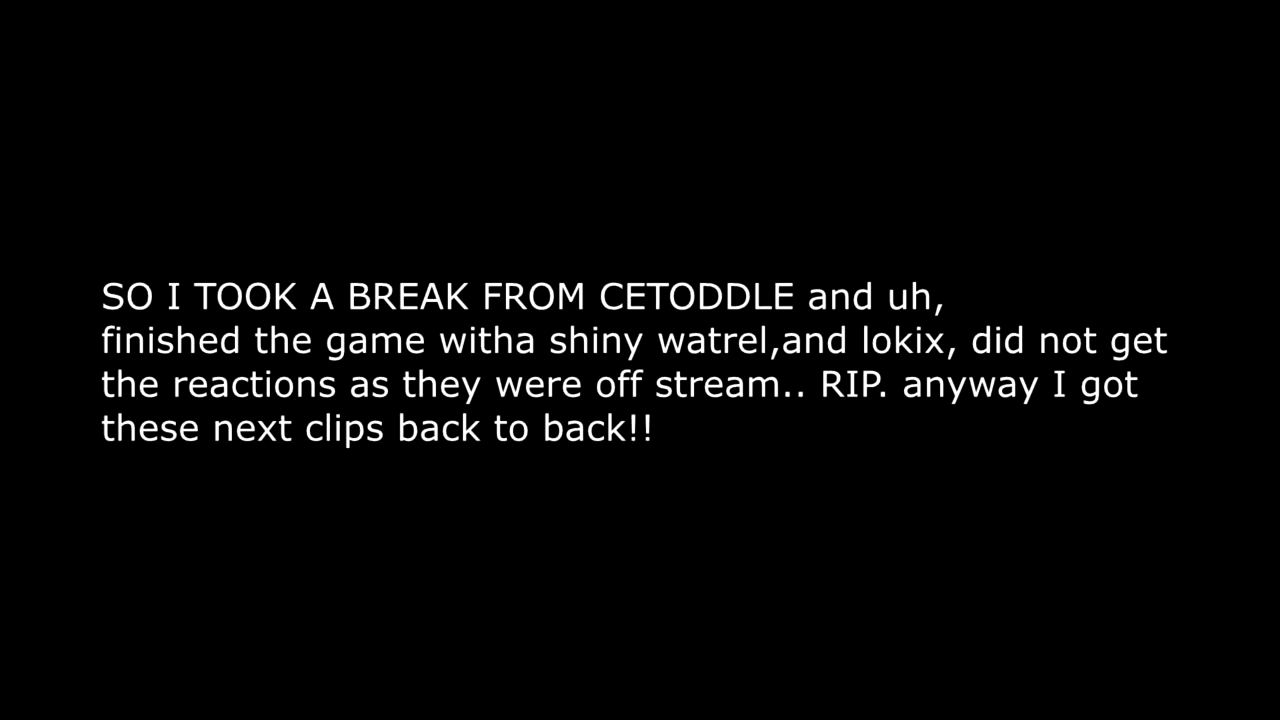 SO I TOOK A BREAK FROM CETODDLE and uh,
finished the game witha shiny watrel,and lokix, did not get
the reactions as they were off stream.. RIP. anyway I got
these next clips back to back!!